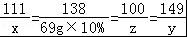 111/x = 138/69g×10% = 100/z = 149/y